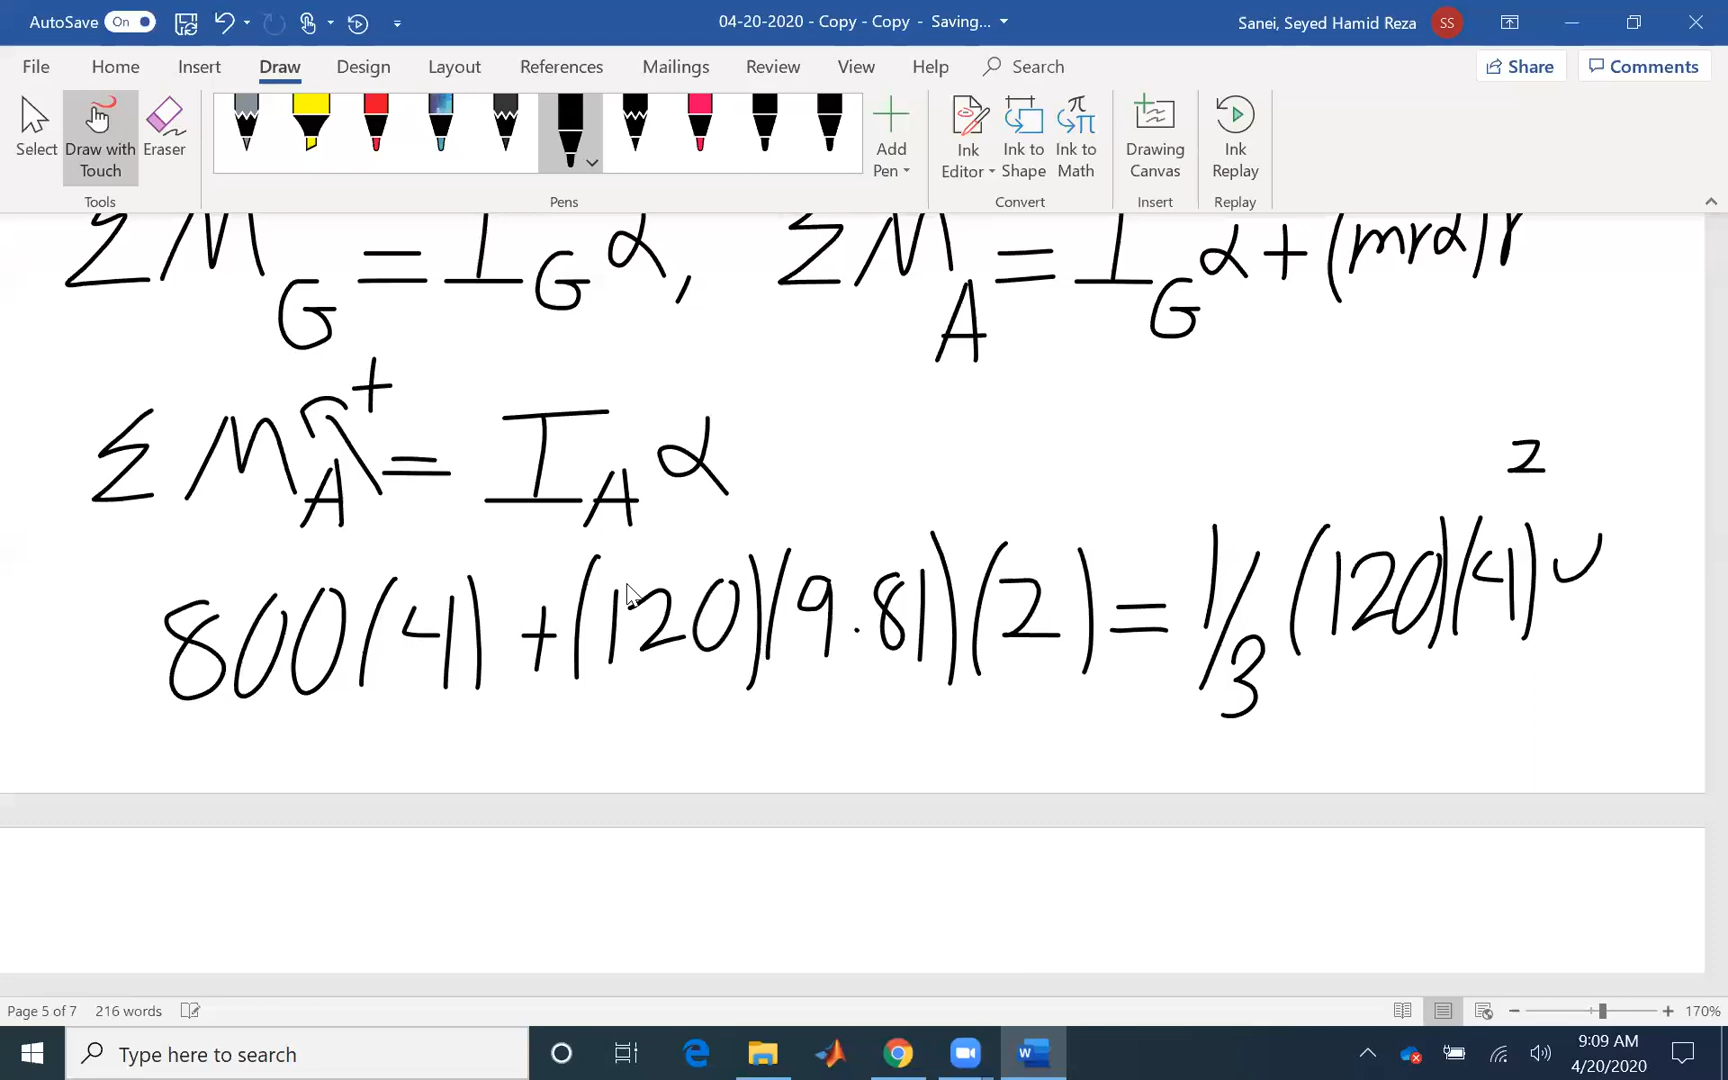 AutoSave On 04-20-2020 - Copy - Copy - Saving... Sanei, Seyed Hamid Reza SS
File Home Insert Draw Design Layout References Mailings Review View Help Search Share Comments
Select Draw with Touch Eraser Add Pen Ink Editor Ink to Shape Ink to Math Drawing Canvas Ink Replay
Tools Pens Convert Insert Replay
ΣM_G = I_G α, ΣM_A = I_G α + (mrα)r
ΣM_A + = I_A α
800(4) + (120)(9.81)(2) = 1/3 (120)(4)²
Page 5 of 7 216 words 170%
Type here to search 9:09 AM
4/20/2020